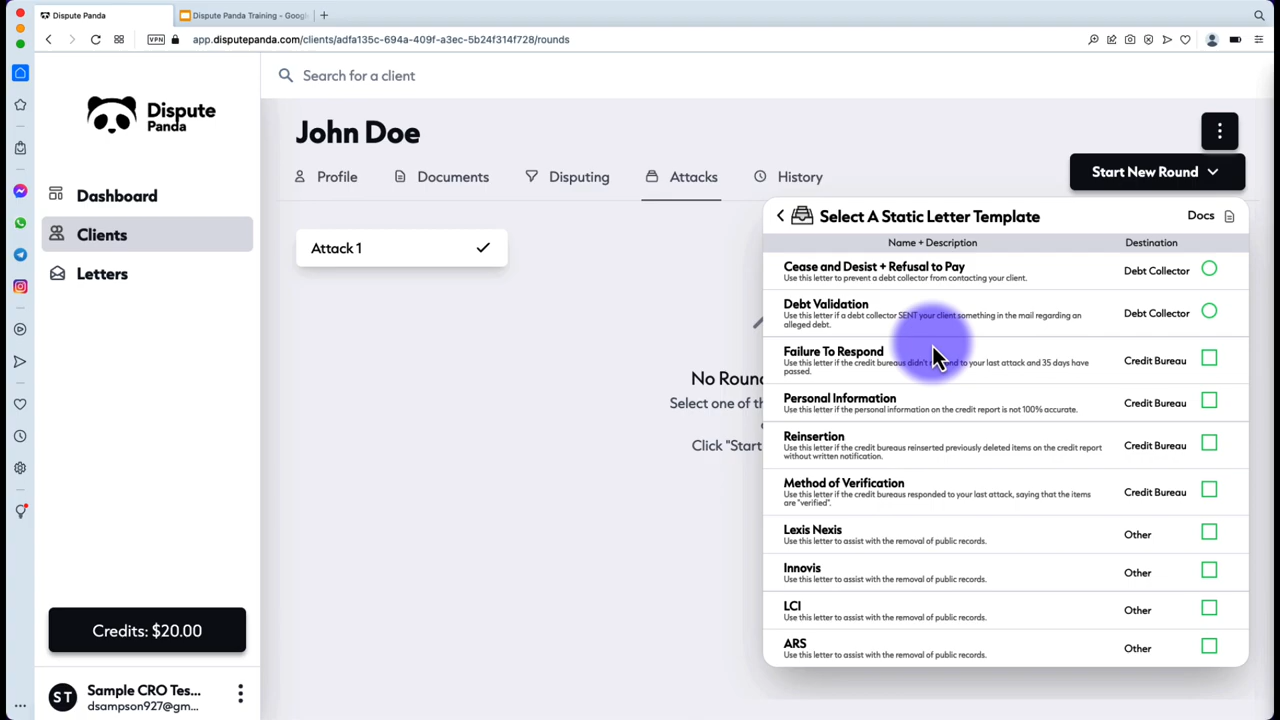 Dispute Panda
Dispute Panda Training - Goog
VPN
app.disputepanda.com/clients/adfa135c-694a-409f-a3ec-5b24f314f728/rounds
Dispute
Panda
Dashboard
Clients
Letters
Credits: $20.00
ST
Sample CRO Tes...
dsampson927@gm...
Search for a client
John Doe
Profile
Documents
Disputing
Attacks
History
Start New Round
Attack 1
No Roun
Select one of th
Click "Start
Select A Static Letter Template
Docs
Name + Description
Destination
Cease and Desist + Refusal to Pay
Use this letter to prevent a debt collector from contacting your client.
Debt Collector
Debt Validation
Use this letter if a debt collector SENT your client something in the mail regarding an
alleged debt.
Debt Collector
Failure To Respond
Use this letter if the credit bureaus didn't to your last attack and 35 days have
passed.
Credit Bureau
Personal Information
Use this letter if the personal information on the credit report is not 100% accurate.
Credit Bureau
Reinsertion
Use this letter if the credit bureaus reinserted previously deleted items on the credit report
without written notification.
Credit Bureau
Method of Verification
Use this letter if the credit bureaus responded to your last attack, saying that the items
are "verified".
Credit Bureau
Lexis Nexis
Use this letter to assist with the removal of public records.
Other
Innovis
Use this letter to assist with the removal of public records.
Other
LCI
Use this letter to assist with the removal of public records.
Other
ARS
Use this letter to assist with the removal of public records.
Other